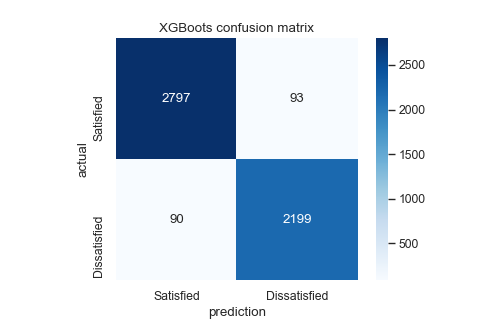 XGBoots confusion matrix
actual
Satisfied
Dissatisfied
2797
93
90
2199
Satisfied
Dissatisfied
prediction
2500
2000
1500
1000
500